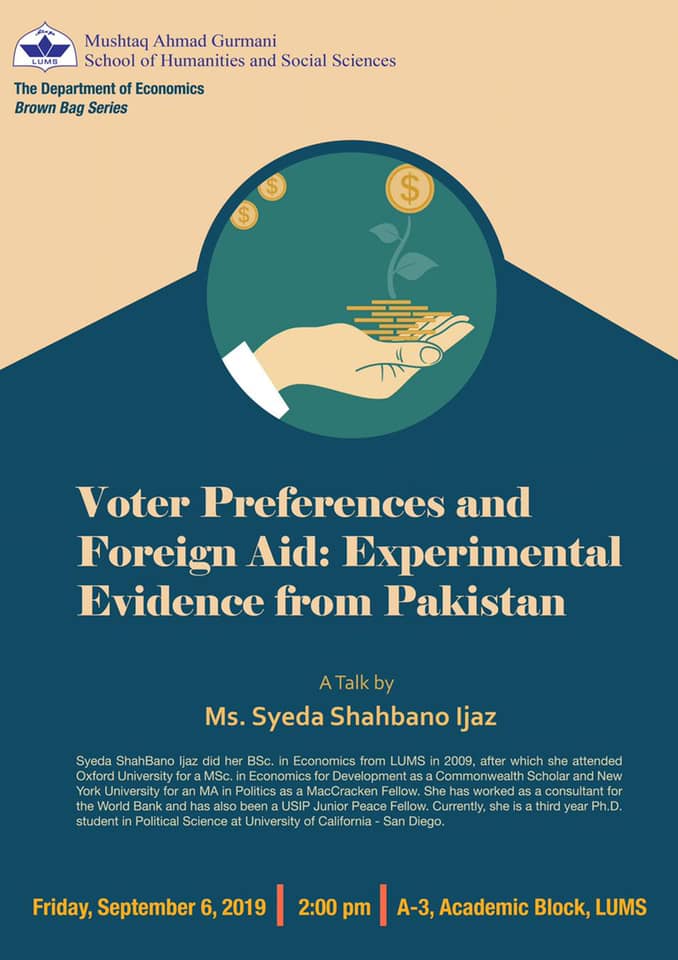 LUMS
Mushtaq Ahmad Gurmani
School of Humanities and Social Sciences
The Department of Economics
Brown Bag Series
$
$
$
Voter Preferences and
Foreign Aid: Experimental
Evidence from Pakistan
A Talk by
Ms. Syeda Shahbano Ijaz
Syeda ShahBano Ijaz did her BSc. in Economics from LUMS in 2009, after which she attended
Oxford University for a MSc. in Economics for Development as a Commonwealth Scholar and New
York University for an MA in Politics as a MacCracken Fellow. She has worked as a consultant for
the World Bank and has also been a USIP Junior Peace Fellow. Currently, she is a third year Ph.D.
student in Political Science at University of California - San Diego.
Friday, September 6, 2019 | 2:00 pm | A-3, Academic Block, LUMS